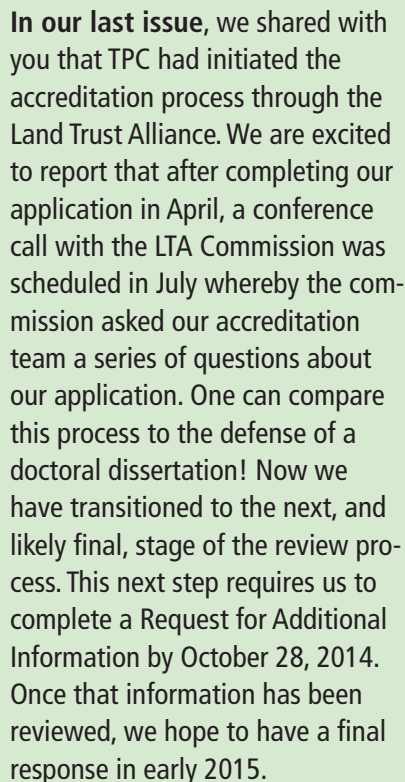 In our last issue, we shared with
you that TPC had initiated the
accreditation process through the
Land Trust Alliance. We are excited
to report that after completing our
application in April, a conference
call with the LTA Commission was
scheduled in July whereby the com-
mission asked our accreditation
team a series of questions about
our application. One can compare
this process to the defense of a
doctoral dissertation! Now we
have transitioned to the next, and
likely final, stage of the review pro-
cess. This next step requires us to
complete a Request for Additional
Information by October 28, 2014.
Once that information has been
reviewed, we hope to have a final
response in early 2015.